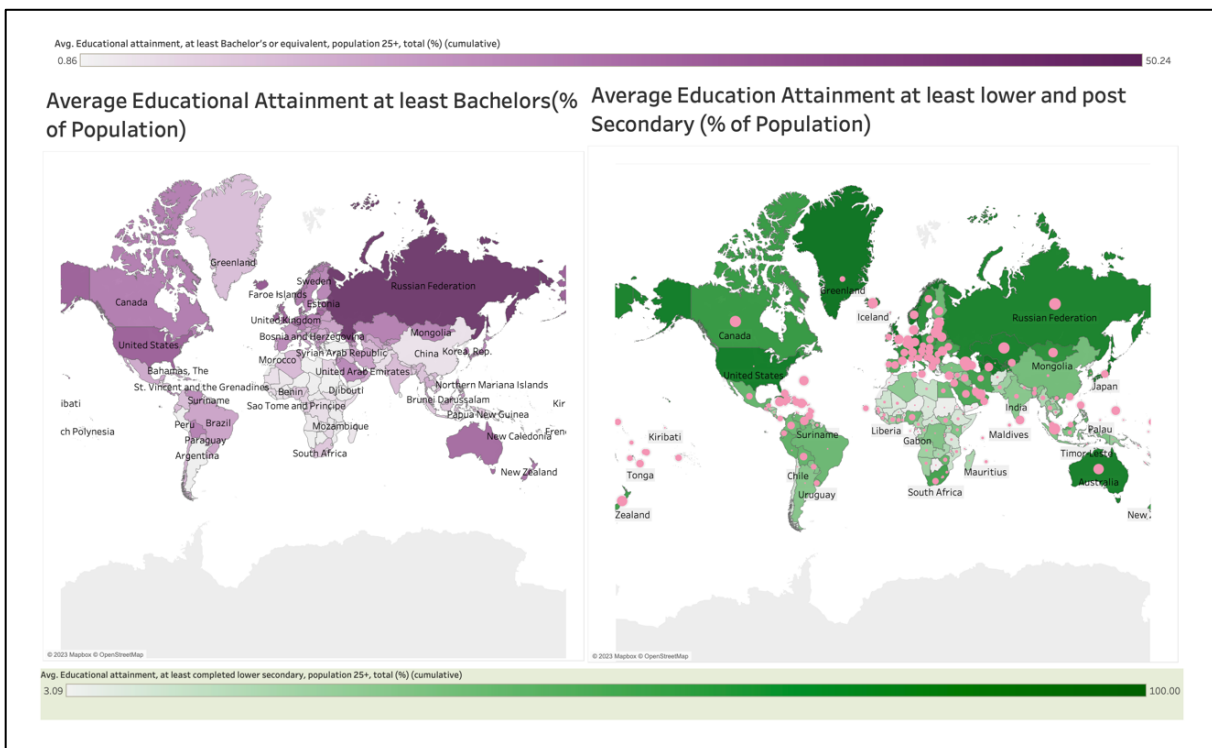 Avg. Educational attainment, at least Bachelor's or equivalent, population 25+, total (%) (cumulative)
0.86
50.24
Average Educational Attainment at least Bachelors(%
of Population)
Average Education Attainment at least lower and post
Secondary (% of Population)
Greenland
Sweden
Russian Federation
Faroe Islands
Estonia
Canada
United Kingdom
United States
Bosnia and Herzegovina
Mongolia
Morocco
Syrian Arab Republic
China
Korea, Rep.
Bahamas, The
United Arab Emirates
St. Vincent and the Grenadines
Benin
Djibouti
Northern Mariana Islands
ibati
Suriname
Sao Tome and Principe
Brunei Darussalam
Kir
Papua New Guinea
ch Polynesia
Peru
Brazil
Mozambique
New Caledonia
Fren
Paraguay
Argentina
South Africa
New Zealand
© 2023 Mapbox © OpenStreetMap
Greenland
Iceland
Russian Federation
Canada
United States
Mongolia
Japan
India
Suriname
Liberia
Gabon
Maldives
Palau
Kiribati
Timor-Leste
Tonga
Chile
Mauritius
Uruguay
South Africa
Australia
Zealand
New
© 2023 Mapbox © OpenStreetMap
Avg. Educational attainment, at least completed lower secondary, population 25+, total (%) (cumulative)
3.09
100.00